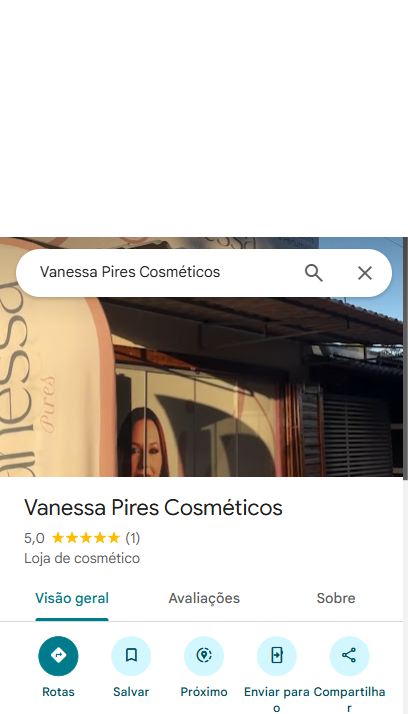 Vanessa Pires Cosméticos
anessa
Pires
Vanessa Pires Cosméticos
5,0 (1)
Loja de cosmético
Visão geral Avaliações Sobre
Rotas Salvar Próximo Enviar para o Compartilhar